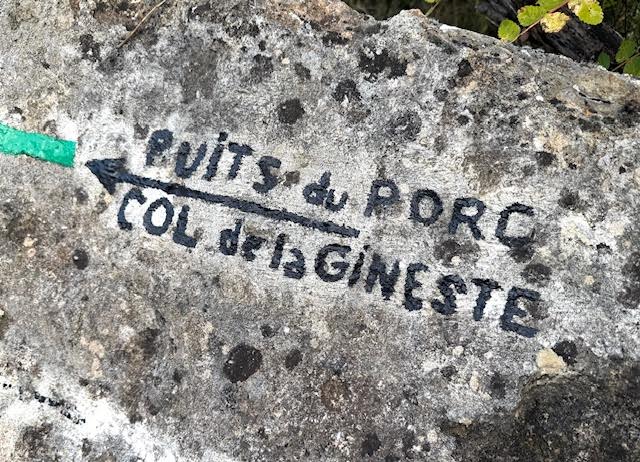 PUiTS du PORC
COL de la GiNESTE